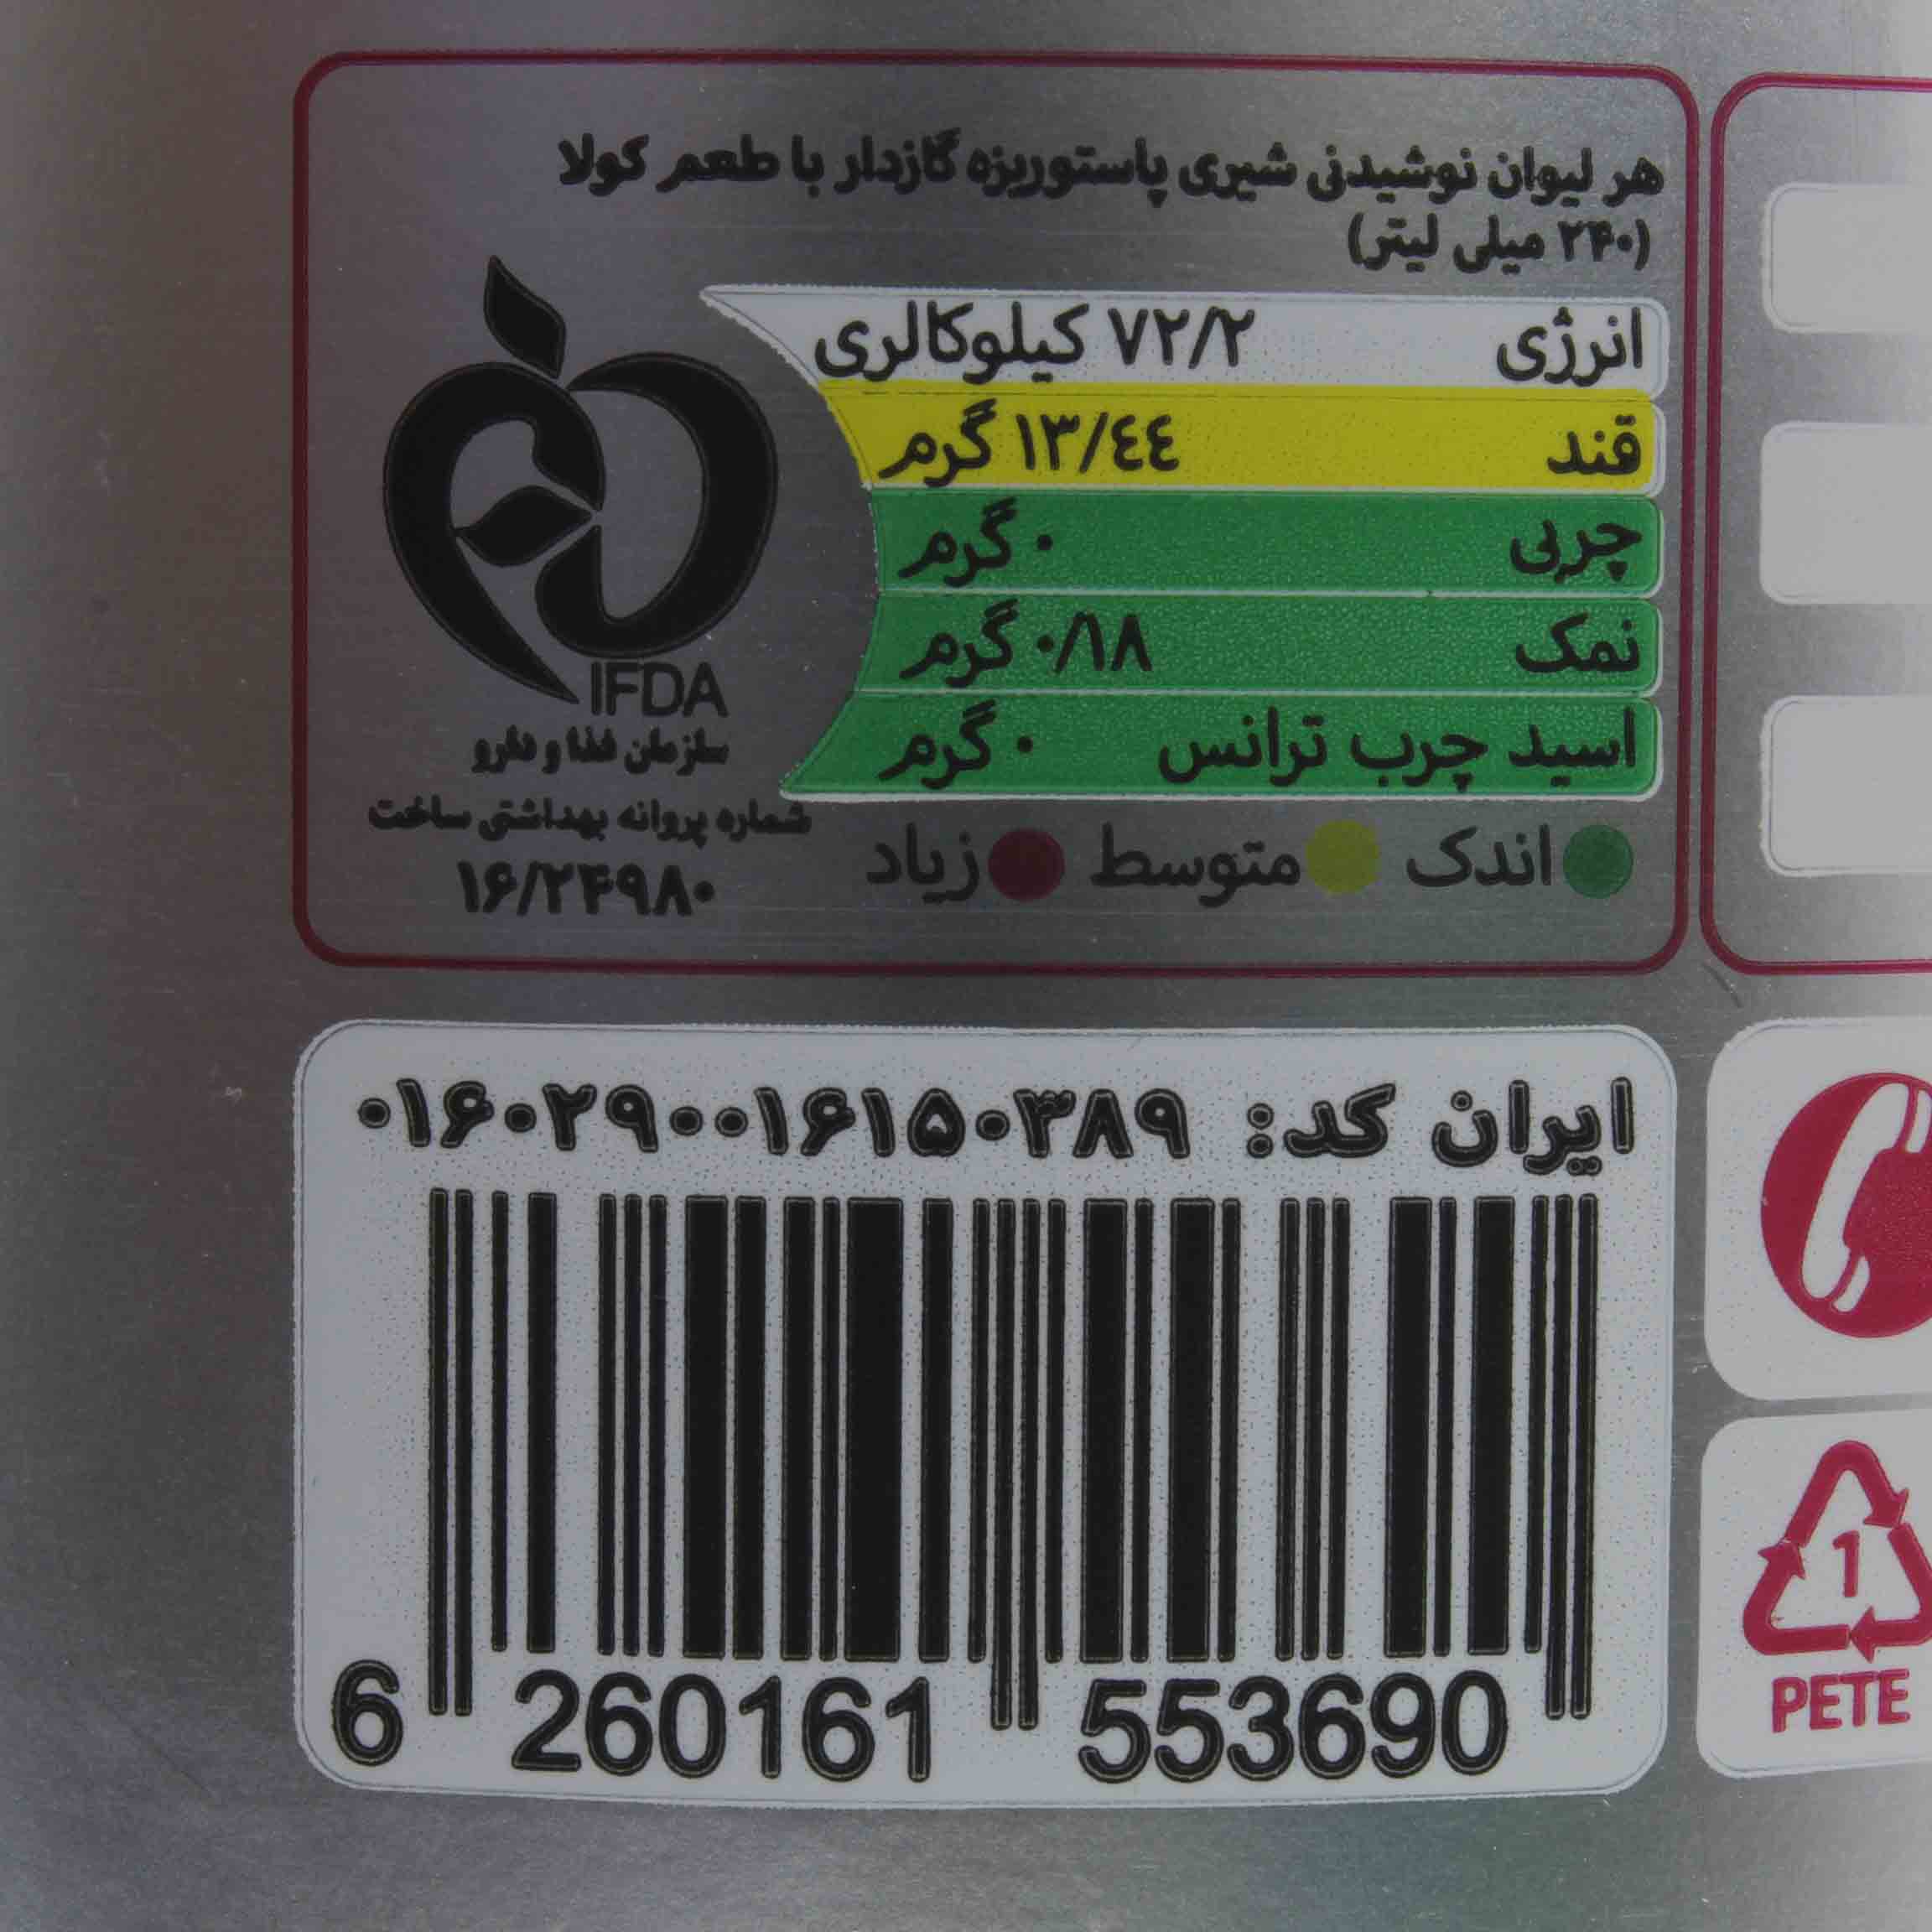 هر لیوان نوشیدنی شیری پاستوریزه گازدار با طعم کولا
(۲۴۰ میلی لیتر)
انرژی ۷۲/۲ کیلوکالری
قند ۱۳/٤٤ گرم
چربی ۰ گرم
نمک ۰/۱۸ گرم
اسید چرب ترانس ۰ گرم
اندک متوسط زیاد
IFDA
سازمان غذا و دارو
شماره پروانه بهداشتی ساخت
۱۶/۲۴۹۸۰
ایران کد: ۰۱۶۰۲۹۰۰۱۶۱۵۰۳۸۹
6 260161 553690
1
PETE